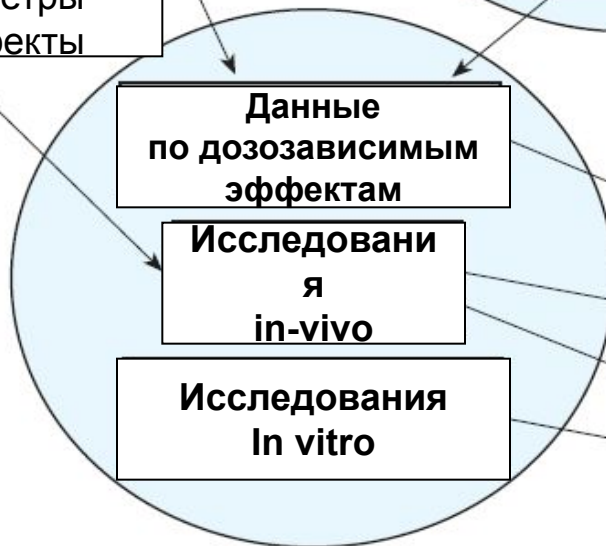 Данные
по дозозависимым
эффектам
Исследовани
я
in-vivo
Исследования
In vitro